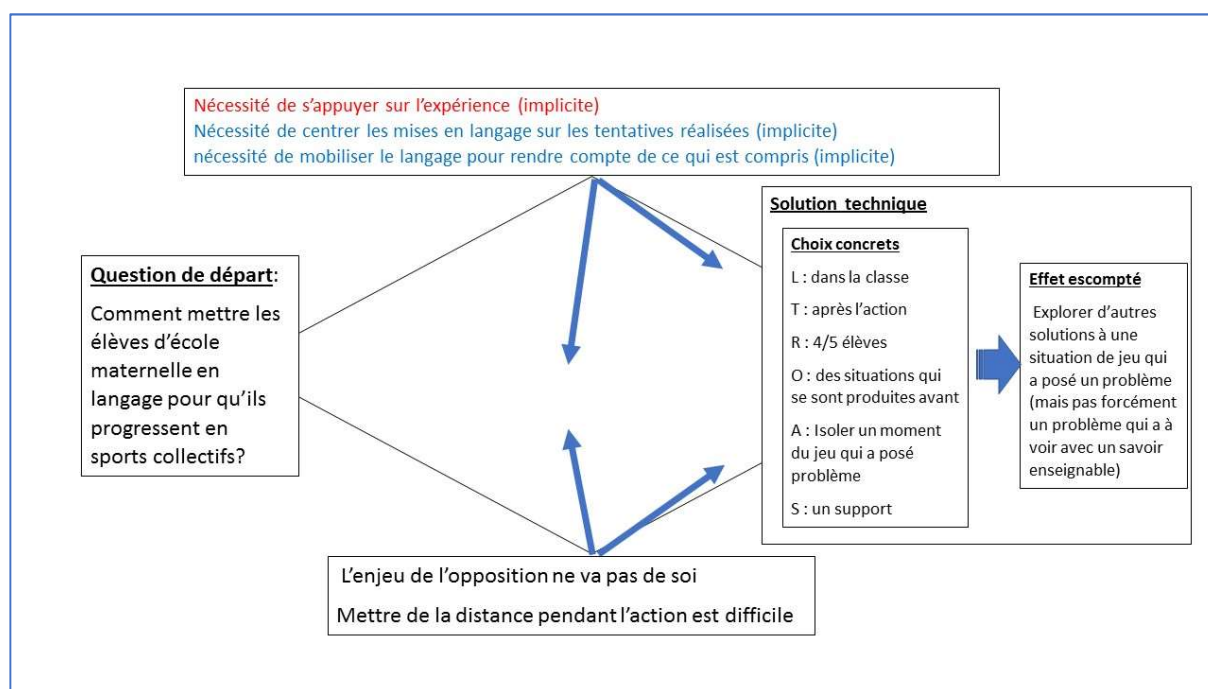 Nécessité de s'appuyer sur l'expérience (implicite)
Nécessité de centrer les mises en langage sur les tentatives réalisées (implicite)
nécessité de mobiliser le langage pour rendre compte de ce qui est compris (implicite)
Question de départ:
Comment mettre les
élèves d'école
maternelle en
langage pour qu'ils
progressent en
sports collectifs?
Solution technique
Choix concrets
L : dans la classe
T : après l'action
R : 4/5 élèves
O : des situations qui
se sont produites avant
A : Isoler un moment
du jeu qui a posé
problème
S : un support
Effet escompté
Explorer d'autres
solutions à une
situation de jeu qui
a posé un problème
(mais pas forcément
un problème qui a à
voir avec un savoir
enseignable)
L'enjeu de l'opposition ne va pas de soi
Mettre de la distance pendant l'action est difficile